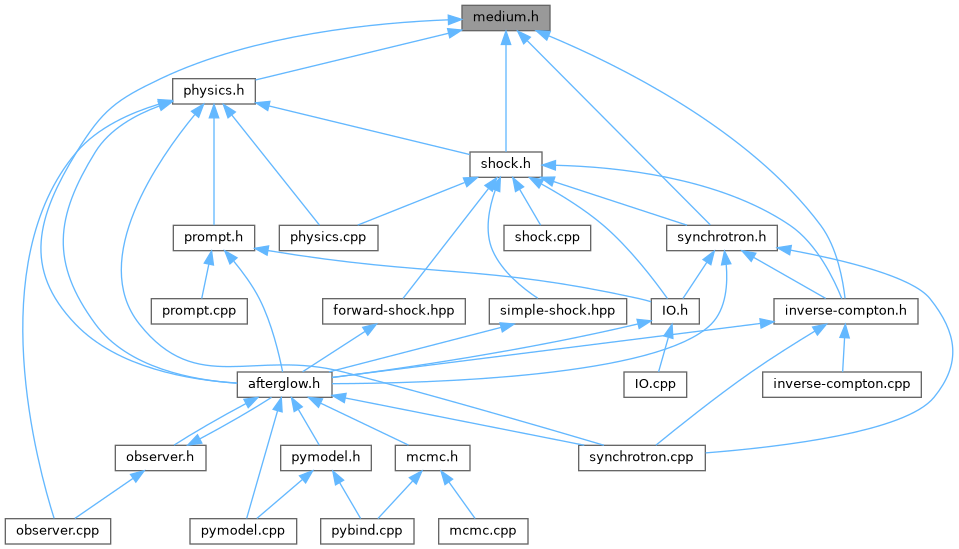 medium.h
physics.h
shock.h
prompt.h
physics.cpp
shock.cpp
synchrotron.h
prompt.cpp
forward-shock.hpp
simple-shock.hpp
IO.h
inverse-compton.h
afterglow.h
IO.cpp
inverse-compton.cpp
observer.h
pymodel.h
mcmc.h
synchrotron.cpp
observer.cpp
pymodel.cpp
pybind.cpp
mcmc.cpp